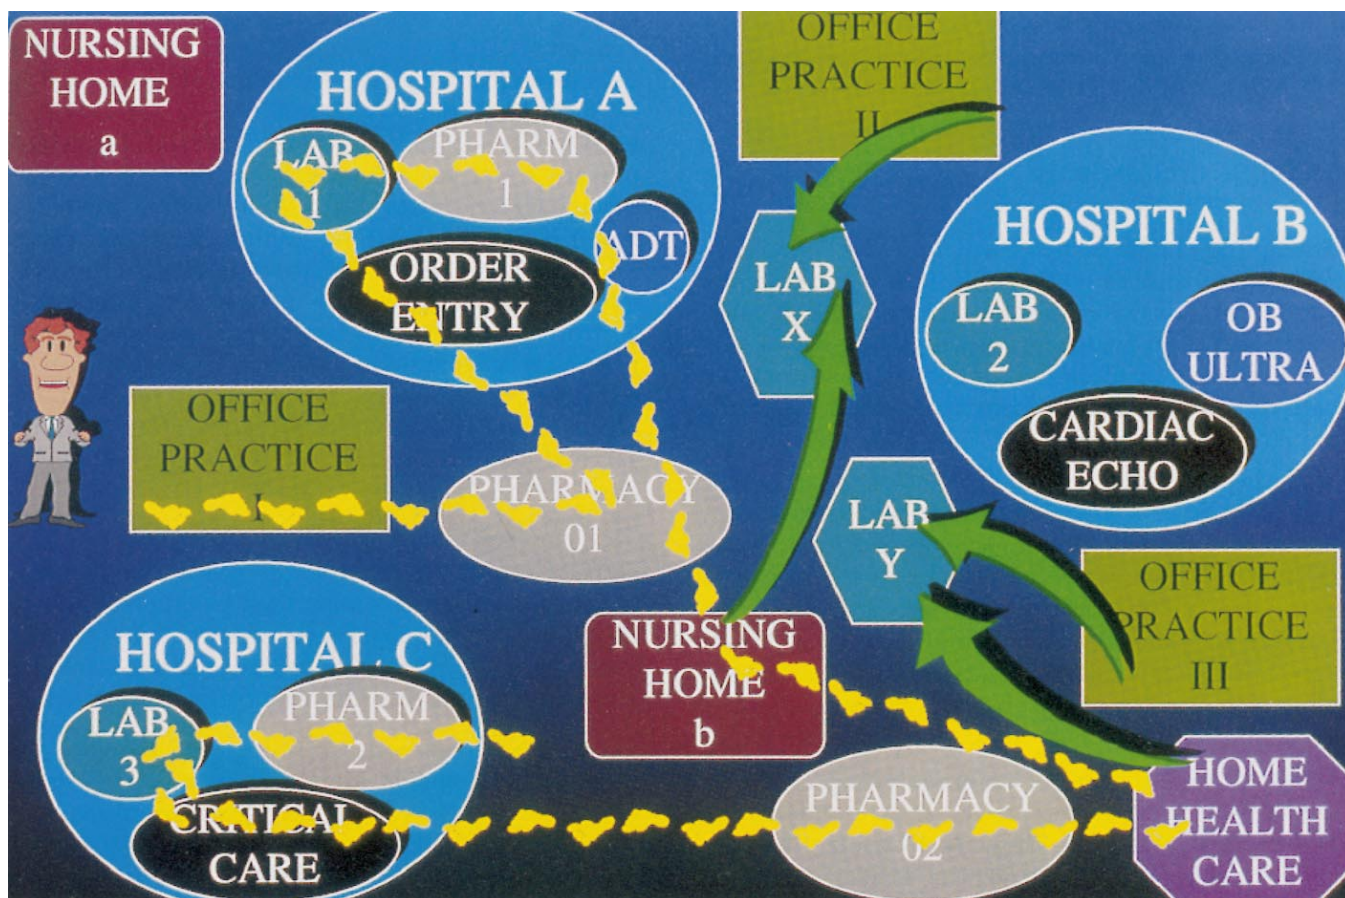 NURSING
HOME
a
HOSPITAL A
LAB
1
PHARM
1
ADT
ORDER
ENTRY
OFFICE
PRACTICE
II
LAB
X
HOSPITAL B
LAB
2
OB
ULTRA
CARDIAC
ECHO
OFFICE
PRACTICE
I
PHARMACY
01
LAB
Y
OFFICE
PRACTICE
III
HOSPITAL C
LAB
3
PHARM
2
CRITICAL
CARE
NURSING
HOME
b
PHARMACY
02
HOME
HEALTH
CARE